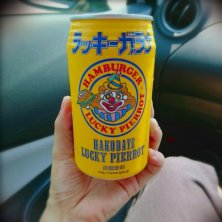 ラッキーガラナ
HAMBURGER
LUCKY PIERROT
HAKODATE
LUCKY PIERROT